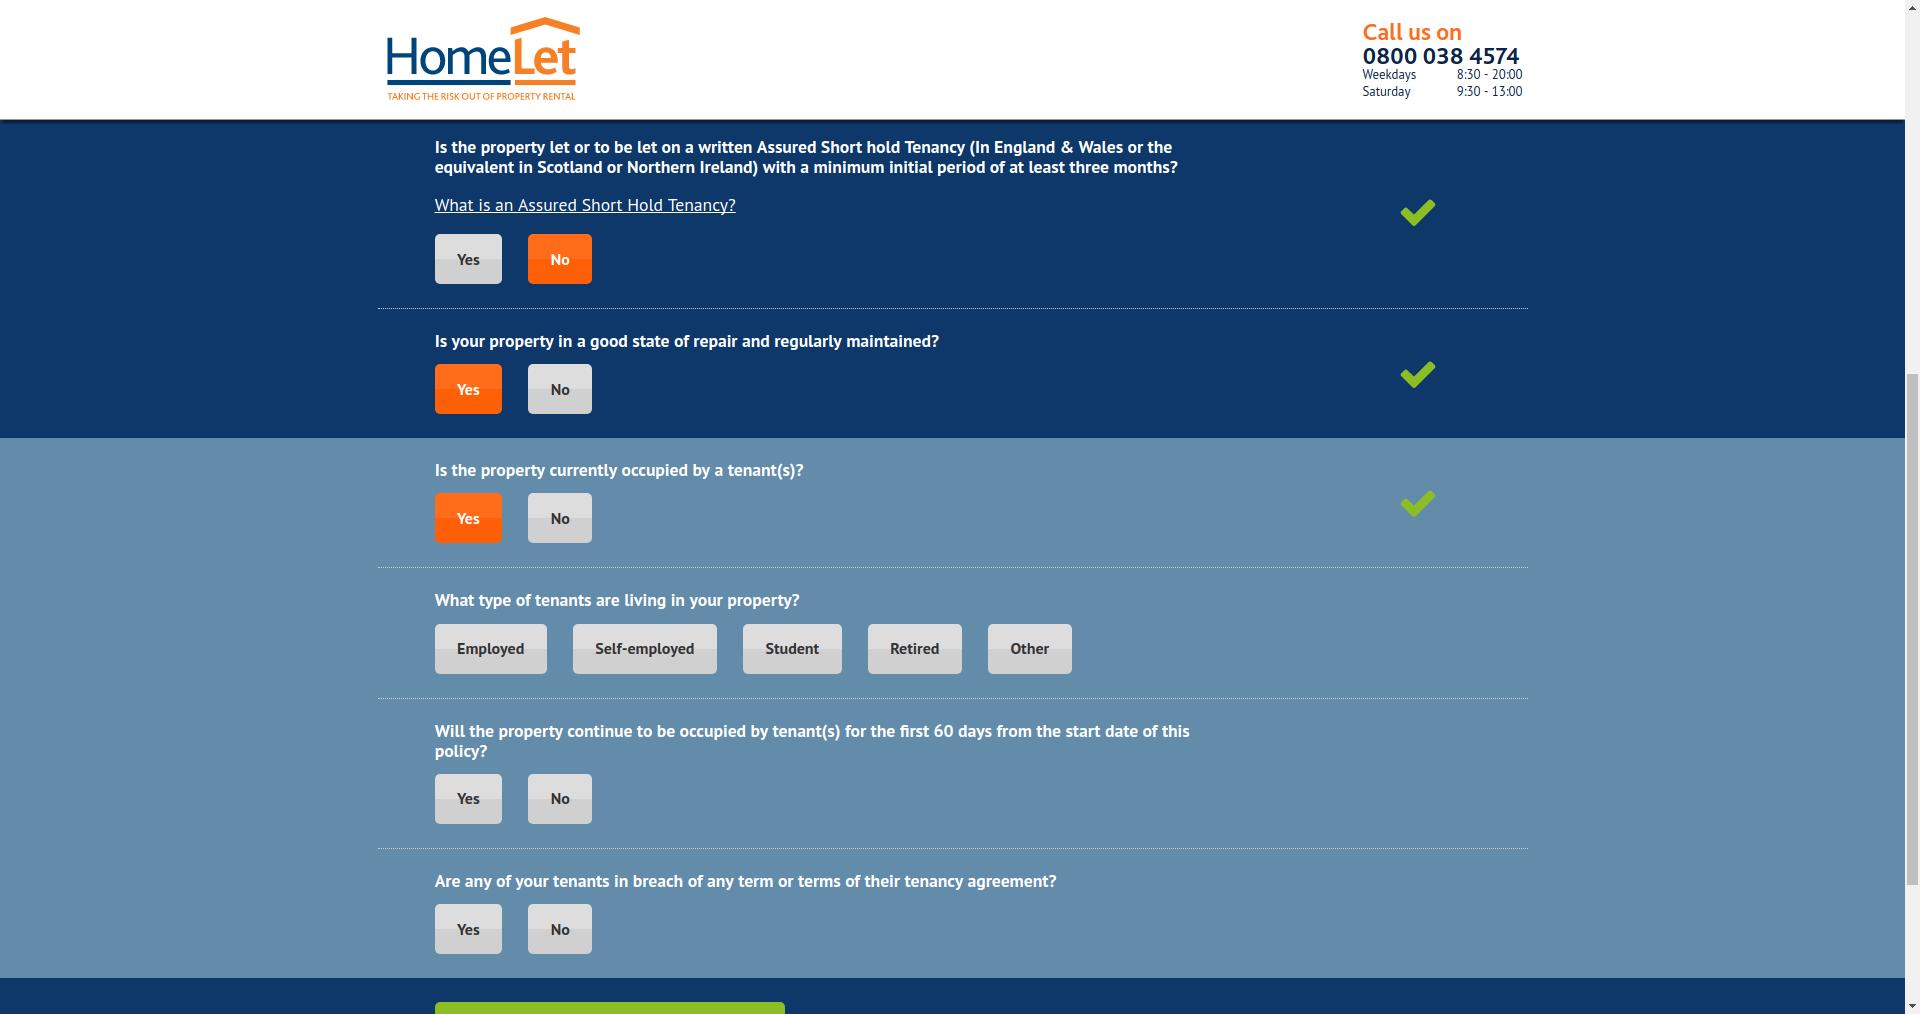 HomeLet
TAKING THE RISK OUT OF PROPERTY RENTAL
Call us on
0800 038 4574
Weekdays 8:30 - 20:00
Saturday 9:30 - 13:00
Is the property let or to be let on a written Assured Short hold Tenancy (In England & Wales or the
equivalent in Scotland or Northern Ireland) with a minimum initial period of at least three months?
What is an Assured Short Hold Tenancy?
Yes No
Is your property in a good state of repair and regularly maintained?
Yes No
Is the property currently occupied by a tenant(s)?
Yes No
What type of tenants are living in your property?
Employed Self-employed Student Retired Other
Will the property continue to be occupied by tenant(s) for the first 60 days from the start date of this
policy?
Yes No
Are any of your tenants in breach of any term or terms of their tenancy agreement?
Yes No